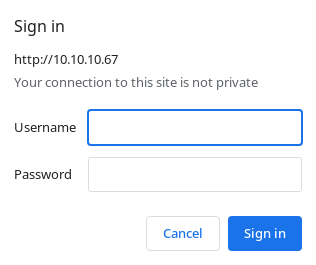 Sign in
http://10.10.10.67
Your connection to this site is not private
Username
Password
Cancel Sign in